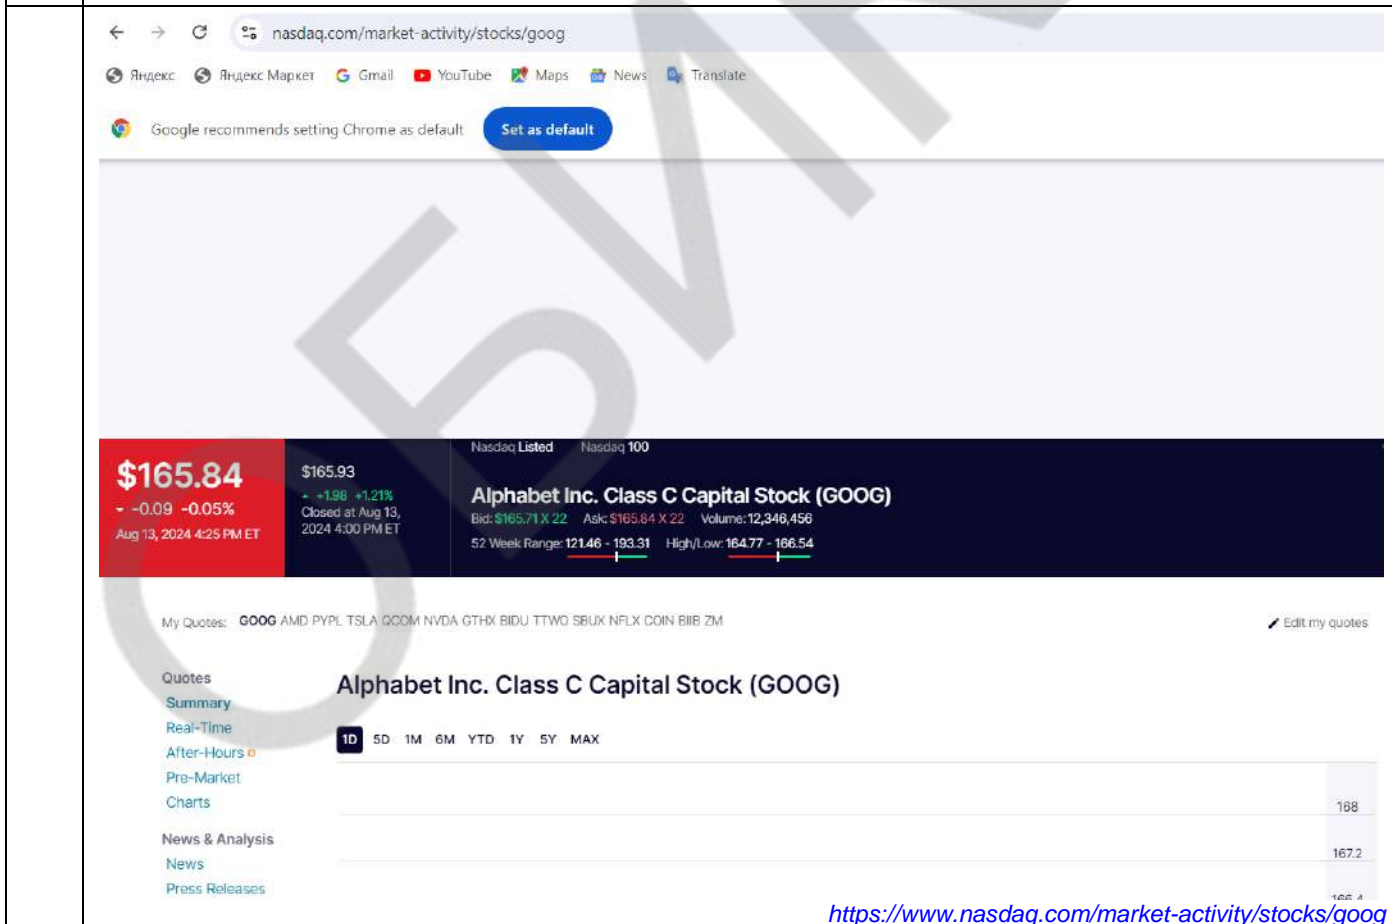 nasdaq.com/market-activity/stocks/goog
Яндекс Яндекс Маркет Gmail YouTube Maps News Translate
Google recommends setting Chrome as default Set as default
Nasdaq Listed Nasdaq 100
$165.84
-0.09 -0.05%
Aug 13, 2024 4:25 PM ET
$165.93
+1.98 +1.21%
Closed at Aug 13,
2024 4:00 PM ET
Alphabet Inc. Class C Capital Stock (GOOG)
Bid: $165.71 X 22 Ask: $165.84 X 22 Volume: 12,346,456
52 Week Range: 121.46 - 193.31 High/Low: 164.77 - 166.54
My Quotes: GOOG AMD PYPL TSLA QCOM NVDA GTHX BIDU TTWO SBUX NFLX COIN BIIB ZM
Edit my quotes
Quotes
Summary
Real-Time
After-Hours
Pre-Market
Charts
News & Analysis
News
Press Releases
Alphabet Inc. Class C Capital Stock (GOOG)
1D 5D 1M 6M YTD 1Y 5Y MAX
168
167.2
166.4
https://www.nasdaq.com/market-activity/stocks/goog